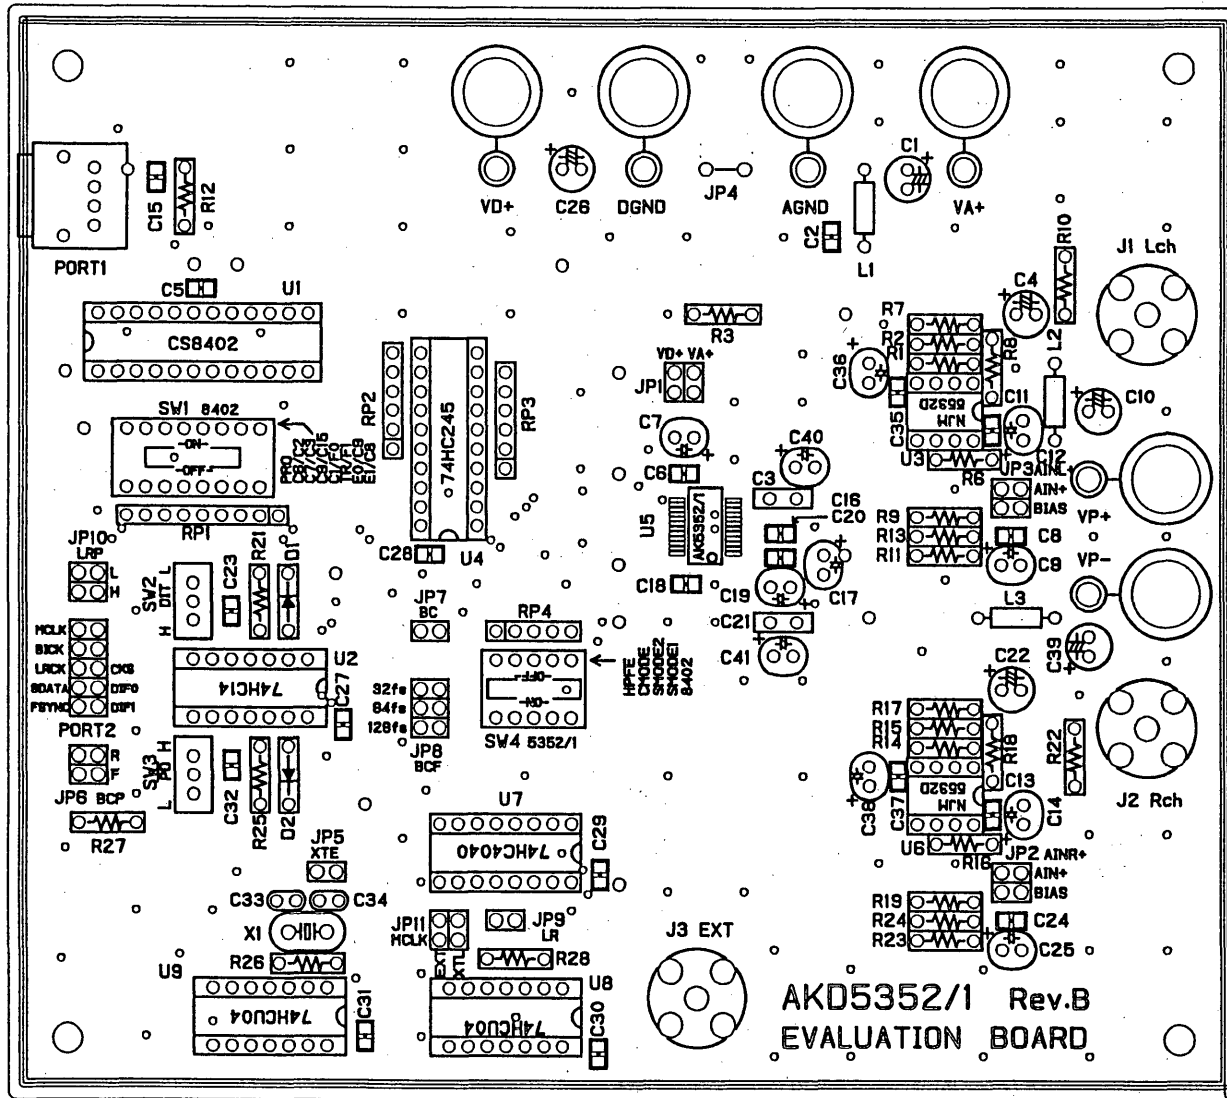 VD+
C26
DGND
JP4
AGND
C1
VA+
C15
R12
C2
L1
R10
J1 Lch
PORT1
C5
U1
CS8402
R3
C4
R7
R2
R1
R8
L2
VD+ VA+
JP1
C36
C35
NJM
5532D
C11
C10
RP2
74HC245
RP3
SW1 8402
-ON-
-OFF-
PRO
C8/C2
C7/C3
C9/C15
C1/F0
TR/F1
E0/C9
E1/C8
C7
C40
C6
C3
U3
R6
C12
JP3
AINL+
AIN+
BIAS
VP+
RP1
U5
AK5352/1
C16
C20
R9
R13
R11
C8
C9
VP-
JP10
LRP
L
H
SW2
DIT
L
H
C23
R21
D1
C28
U4
C18
C19
C17
JP7
BC
RP4
C21
L3
MCLK
BICK
LRCK
SDATA
FSYNC
CKS
DIF0
DIF1
PORT2
U2
74HC14
C27
32fs
64fs
128fs
JP8
BCF
-OFF-
-ON-
SW4 5352/1
HPFE
CMODE
SMODE2
SMODE1
8402
C41
C22
C39
R17
R15
R14
R18
R22
R
F
JP6 BCP
R27
SW3
PD
H
L
C32
R25
D2
C38
C37
NJM
5532D
C13
C14
J2 Rch
U6
R16
JP2
AINR+
AIN+
BIAS
U7
74HC4040
C29
JP5
XTE
C33
C34
X1
R26
JP11
MCLK
EXT
XTL
JP9
LR
R28
R19
R24
R23
C24
C25
J3 EXT
U9
74HCU04
C31
U8
74HCU04
C30
AKD5352/1 Rev.B
EVALUATION BOARD